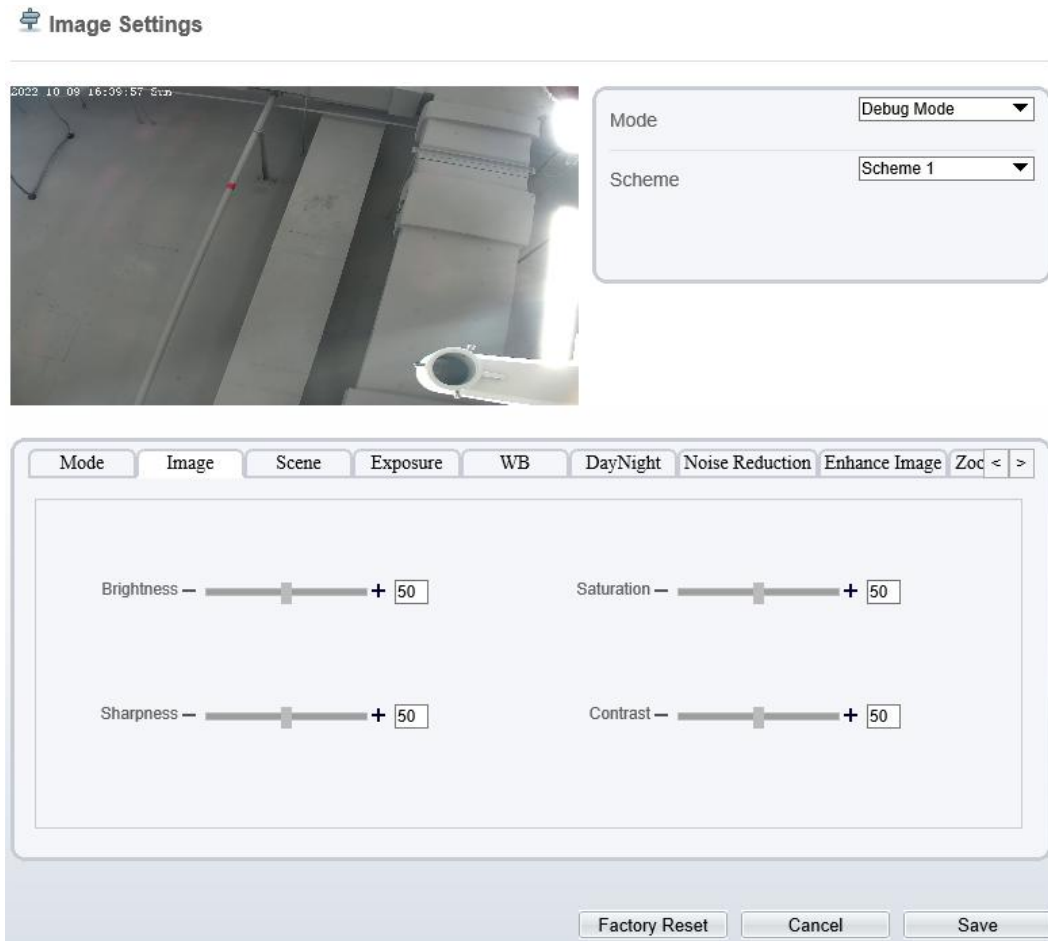 Image Settings
2022 10 09 16:39:57 Sun
Mode Debug Mode
Scheme Scheme 1
Mode Image Scene Exposure WB DayNight Noise Reduction Enhance Image Zoo < >
Brightness − + 50 Saturation − + 50
Sharpness − + 50 Contrast − + 50
Factory Reset Cancel Save